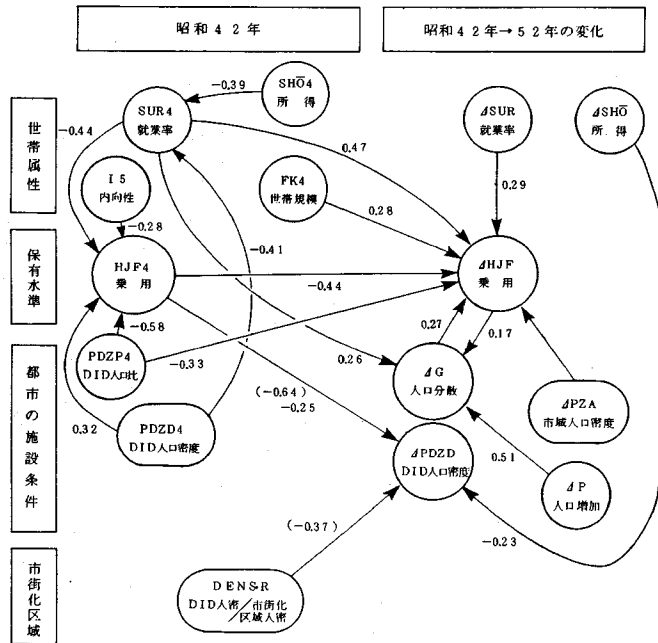 昭和42年
昭和42年→52年の変化
世帯属性
保有水準
都市の施設条件
市街化区域
SUR4
就業率
SHŌ4
所得
-0.39
-0.44
I5
内向性
-0.28
0.47
FK4
世帯規模
0.28
ΔSUR
就業率
0.29
ΔSHŌ
所得
HJF4
乗用
-0.41
-0.44
ΔHJF
乗用
-0.58
PDZP4
DID人口比
-0.33
0.26
0.27
0.17
ΔG
人口分散
0.32
PDZD4
DID人口密度
(-0.64)
-0.25
ΔPZA
市域人口密度
ΔPDZD
DID人口密度
0.51
ΔP
人口増加
(-0.37)
-0.23
DENS・R
DID人密/市街化
区域人密